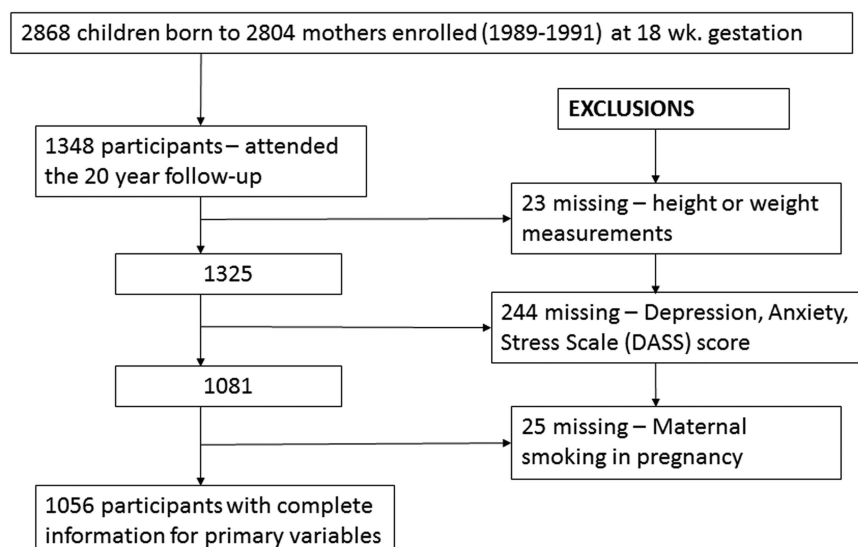 2868 children born to 2804 mothers enrolled (1989-1991) at 18 wk. gestation
EXCLUSIONS
1348 participants – attended
the 20 year follow-up
23 missing – height or weight
measurements
1325
244 missing – Depression, Anxiety,
Stress Scale (DASS) score
1081
25 missing – Maternal
smoking in pregnancy
1056 participants with complete
information for primary variables